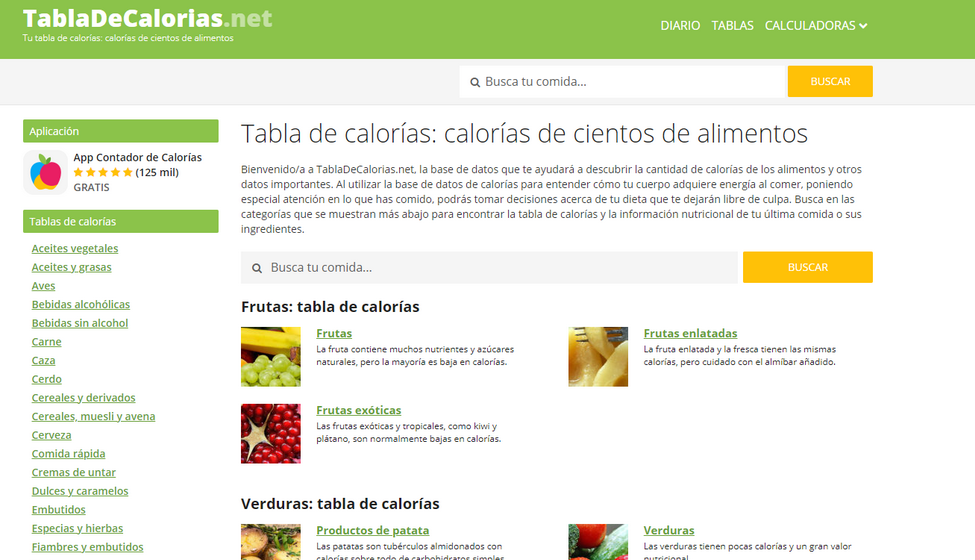 TablaDeCalorias.net
Tu tabla de calorías: calorías de cientos de alimentos
DIARIO TABLAS CALCULADORAS
Busca tu comida... BUSCAR
Aplicación
App Contador de Calorías
(125 mil)
GRATIS
Tablas de calorías
Aceites vegetales
Aceites y grasas
Aves
Bebidas alcohólicas
Bebidas sin alcohol
Carne
Caza
Cerdo
Cereales y derivados
Cereales, muesli y avena
Cerveza
Comida rápida
Cremas de untar
Dulces y caramelos
Embutidos
Especias y hierbas
Fiambres y embutidos
Tabla de calorías: calorías de cientos de alimentos
Bienvenido/a a TablaDeCalorias.net, la base de datos que te ayudará a descubrir la cantidad de calorías de los alimentos y otros
datos importantes. Al utilizar la base de datos de calorías para entender cómo tu cuerpo adquiere energía al comer, poniendo
especial atención en lo que has comido, podrás tomar decisiones acerca de tu dieta que te dejarán libre de culpa. Busca en las
categorías que se muestran más abajo para encontrar la tabla de calorías y la información nutricional de tu última comida o sus
ingredientes.
Busca tu comida... BUSCAR
Frutas: tabla de calorías
Frutas
La fruta contiene muchos nutrientes y azúcares
naturales, pero la mayoría es baja en calorías.
Frutas enlatadas
La fruta enlatada y la fresca tienen las mismas
calorías, pero cuidado con el almíbar añadido.
Frutas exóticas
Las frutas exóticas y tropicales, como kiwi y
plátano, son normalmente bajas en calorías.
Verduras: tabla de calorías
Productos de patata
Las patatas son tubérculos almidonados con
calorías sobre todo de carbohidratos simples
Verduras
Las verduras tienen pocas calorías y un gran valor
nutricional